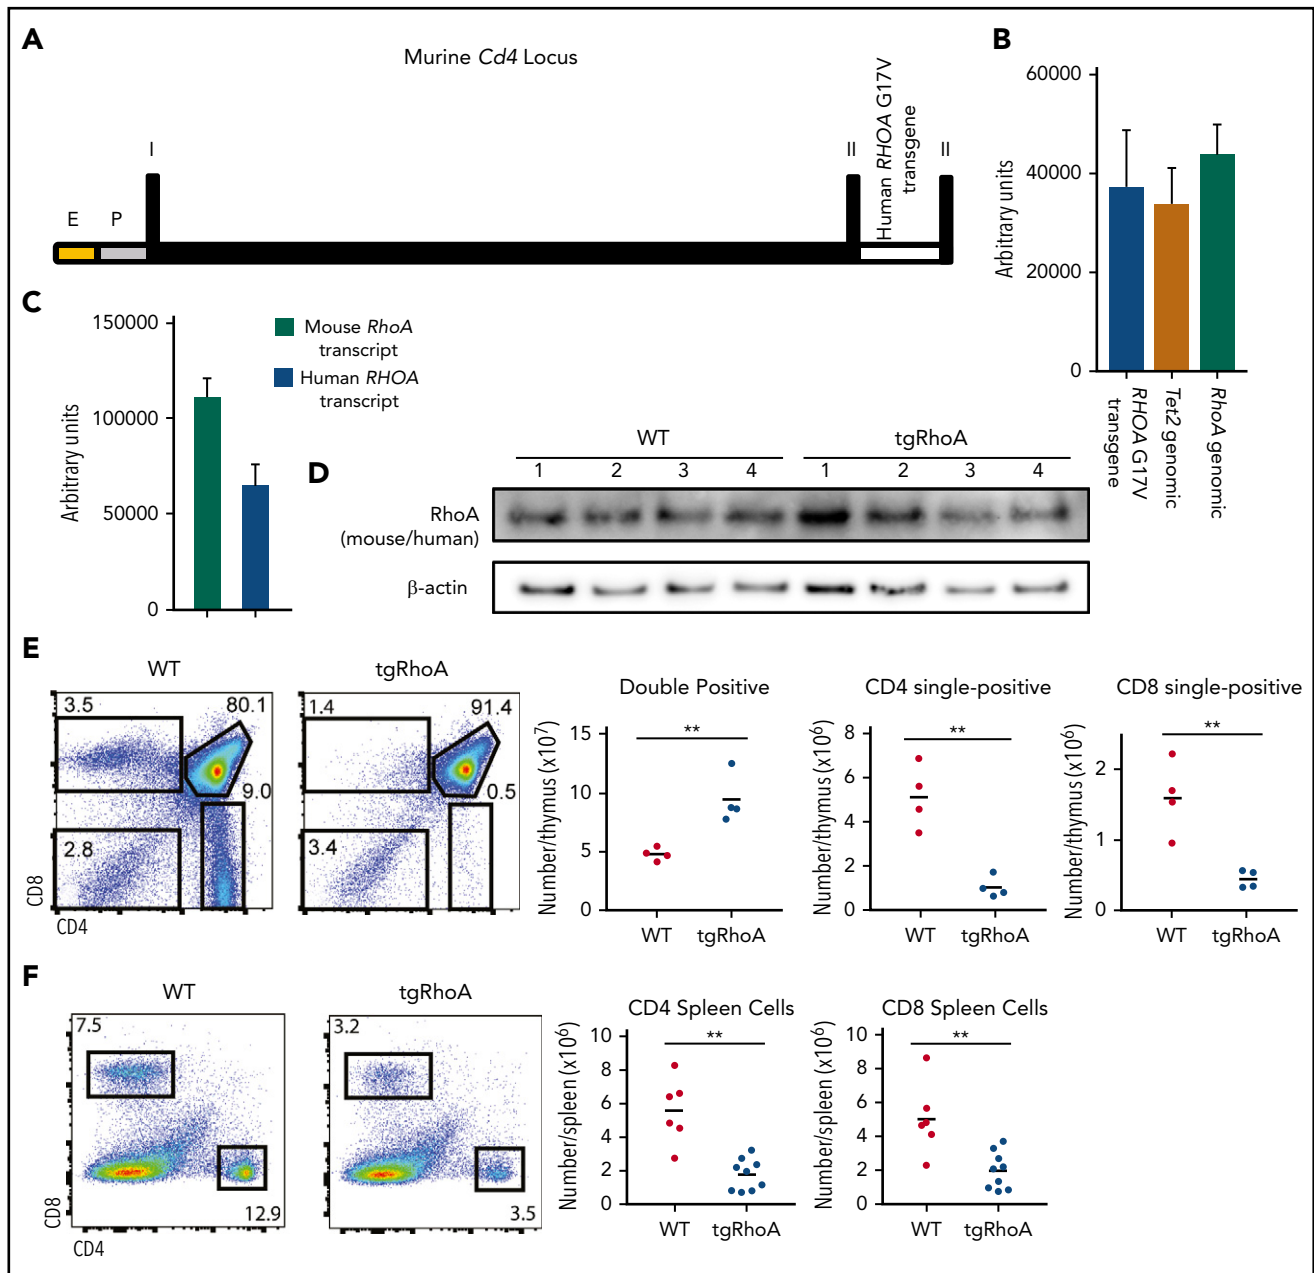 A
Murine Cd4 Locus
E
P
I
II
Human RHOA G17V
transgene
II
B
60000
40000
20000
0
Arbitrary units
RHOA G17V
transgene
Tet2 genomic
RhoA genomic
C
150000
100000
50000
0
Arbitrary units
Mouse RhoA
transcript
Human RHOA
transcript
D
WT
tgRhoA
1 2 3 4 1 2 3 4
RhoA
(mouse/human)
β-actin
E
WT
3.5
80.1
9.0
2.8
CD8
CD4
tgRhoA
1.4
91.4
0.5
3.4
Double Positive
**
15
10
5
0
Number/thymus (x10⁷)
WT tgRhoA
CD4 single-positive
**
8
6
4
2
0
Number/thymus (x10⁶)
WT tgRhoA
CD8 single-positive
**
2
1
0
Number/thymus (x10⁶)
WT tgRhoA
F
WT
7.5
12.9
CD8
CD4
tgRhoA
3.2
3.5
CD4 Spleen Cells
**
10
8
6
4
2
0
Number/spleen (x10⁶)
WT tgRhoA
CD8 Spleen Cells
**
10
8
6
4
2
0
Number/spleen (x10⁶)
WT tgRhoA